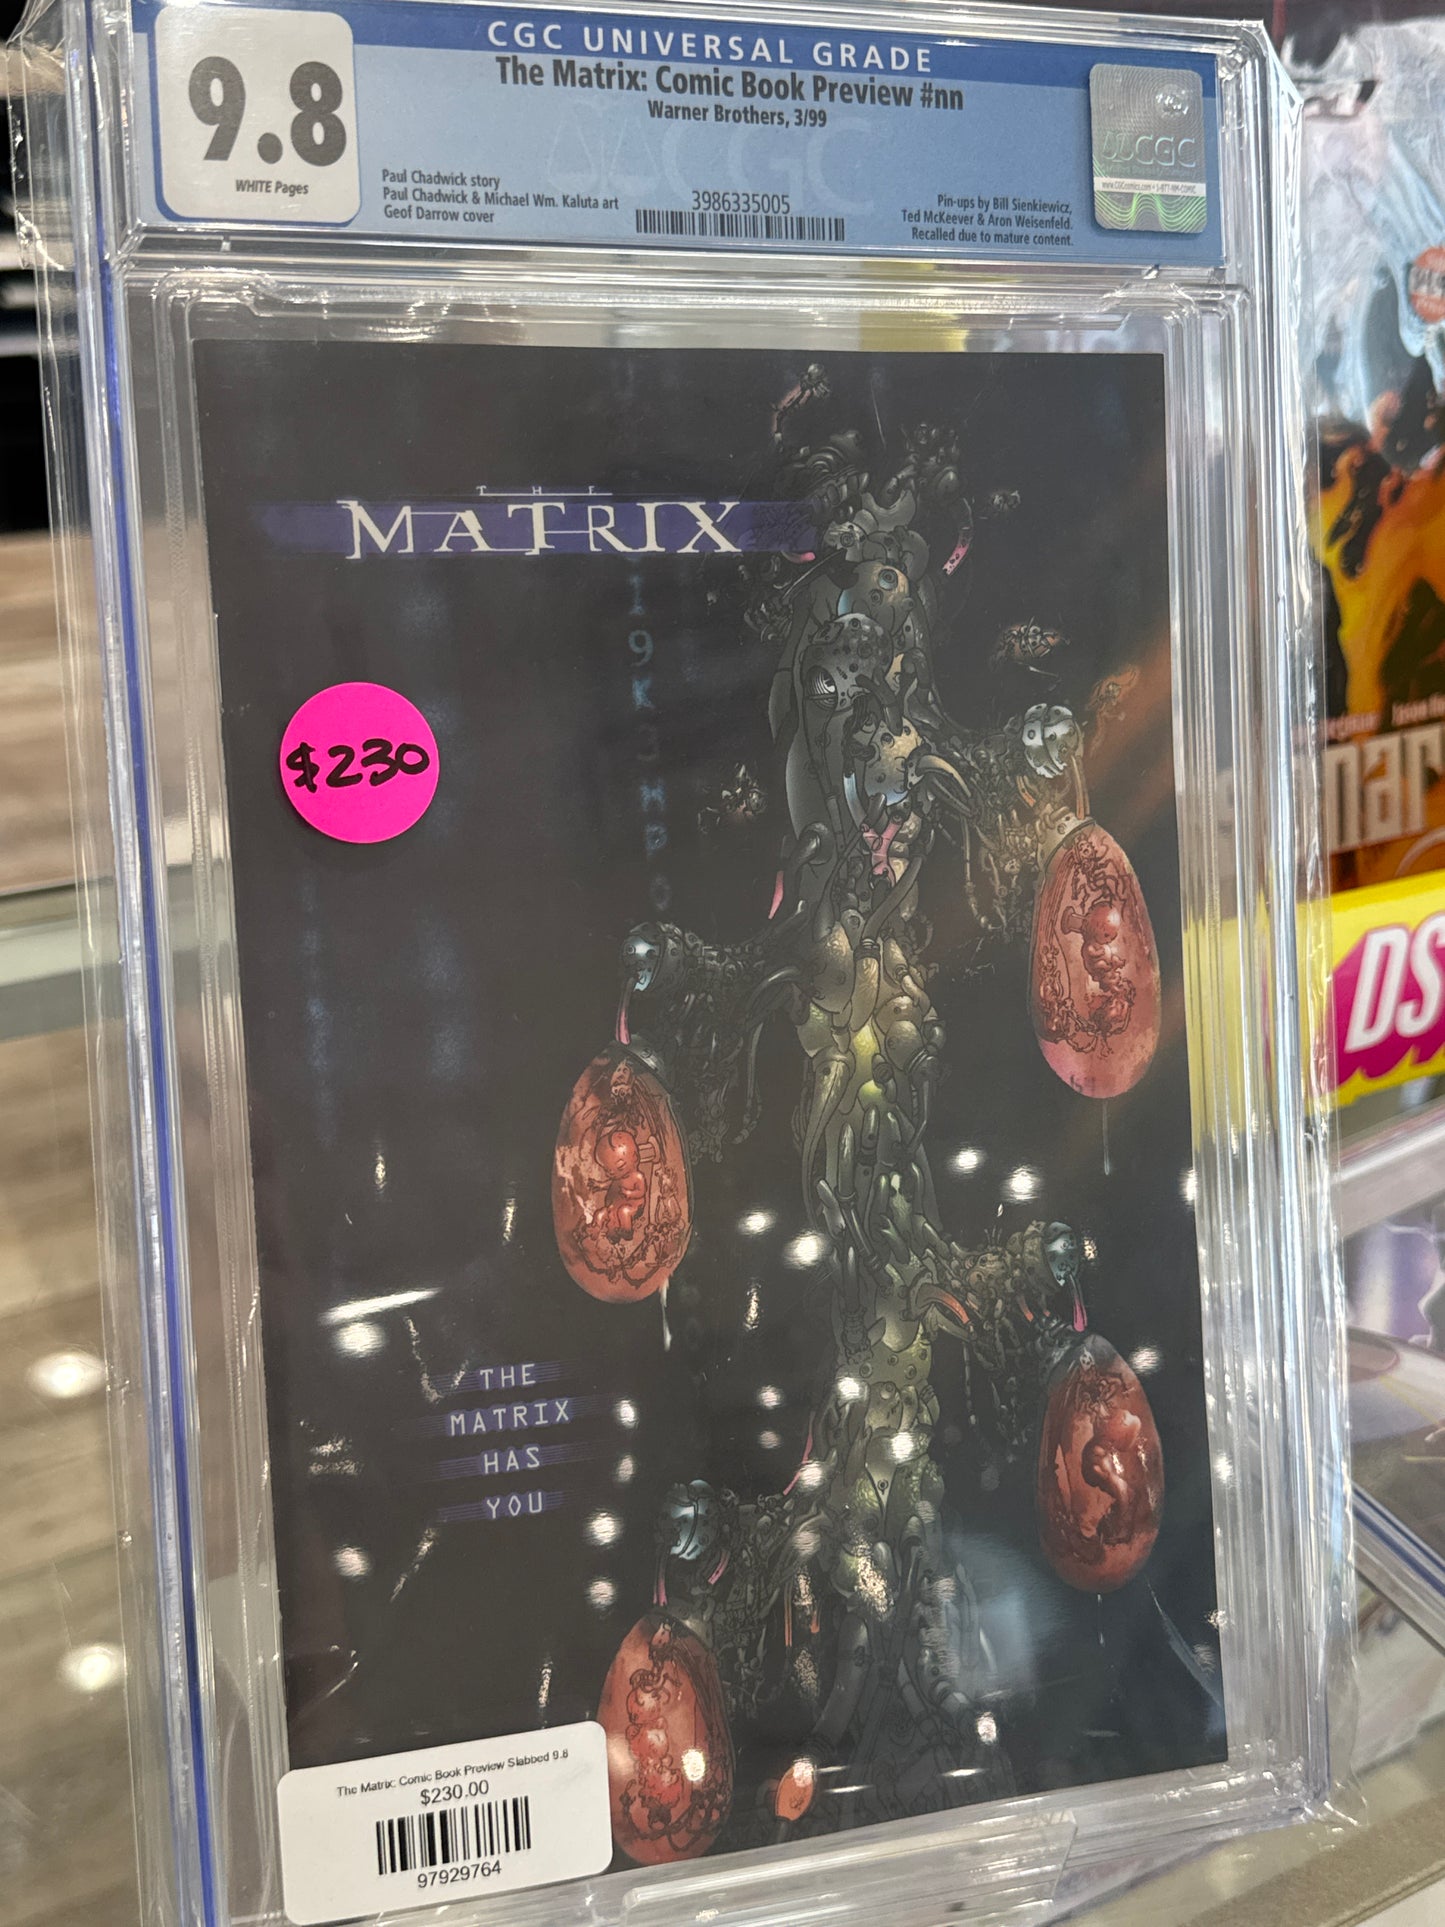 CGC UNIVERSAL GRADE
9.8
WHITE Pages
The Matrix: Comic Book Preview #nn
Warner Brothers, 3/99
Paul Chadwick story
Paul Chadwick & Michael Wm. Kaluta art
Geof Darrow cover
3986335005
Pin-ups by Bill Sienkiewicz,
Ted McKeever & Aron Weisenfeld.
Recalled due to mature content.
CGC
THE
MATRIX
$230
THE
MATRIX
HAS
YOU
The Matrix: Comic Book Preview Slabbed 9.8
$230.00
97929764
DS